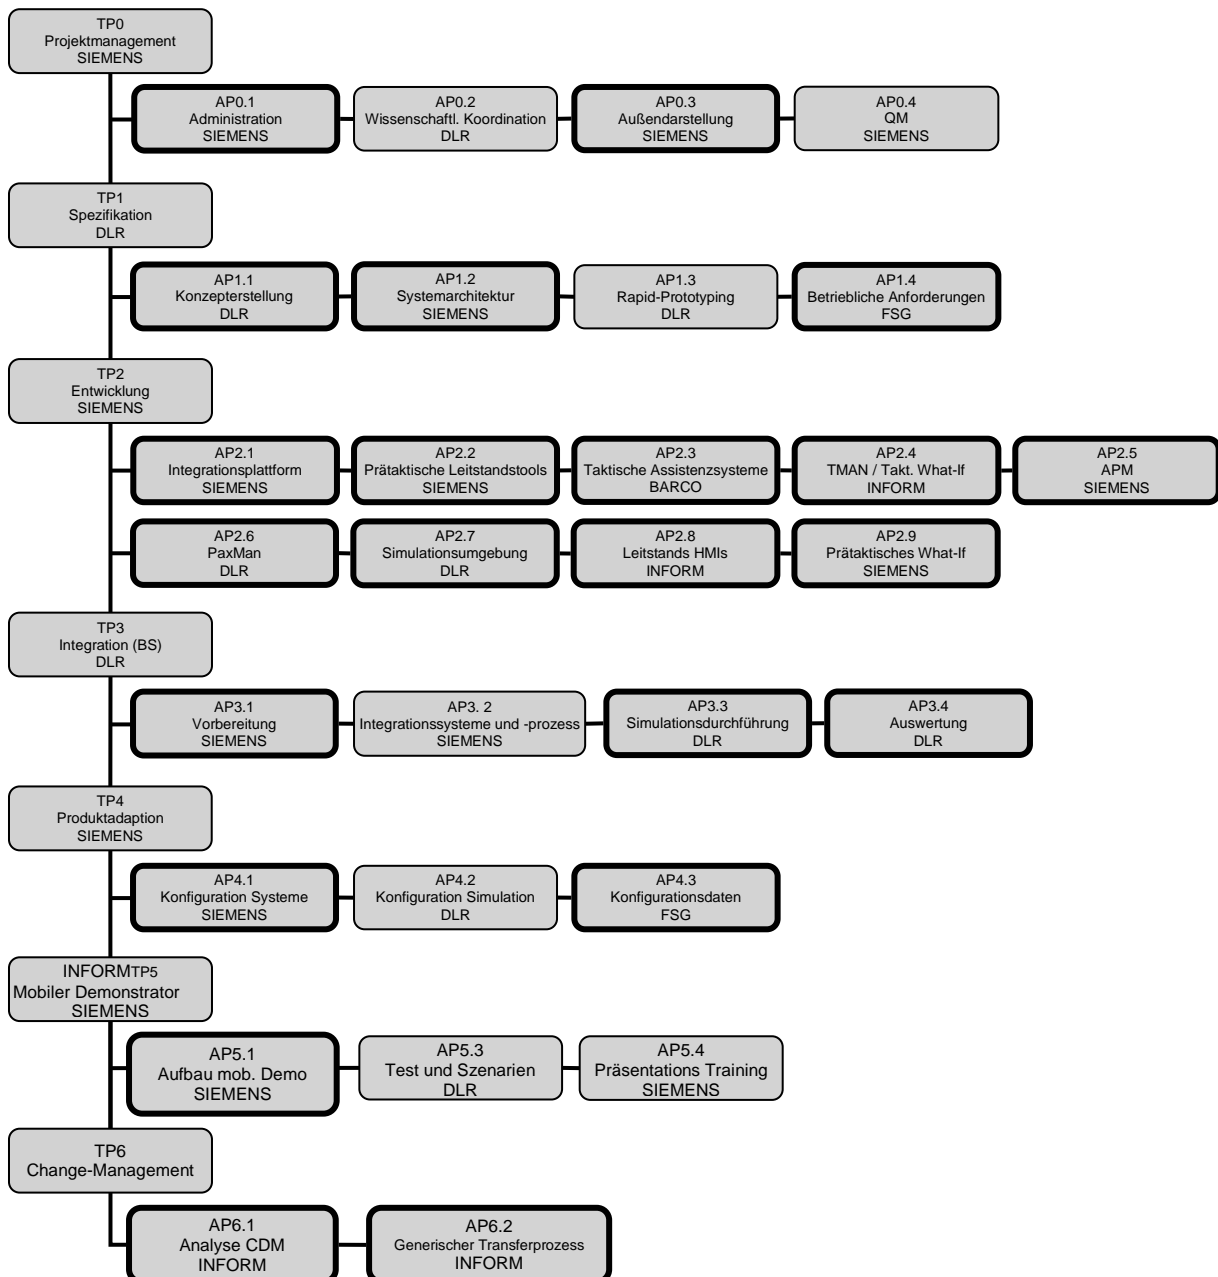 TP0
Projektmanagement
SIEMENS
AP0.1
Administration
SIEMENS
AP0.2
Wissenschaftl. Koordination
DLR
AP0.3
Außendarstellung
SIEMENS
AP0.4
QM
SIEMENS
TP1
Spezifikation
DLR
AP1.1
Konzepterstellung
DLR
AP1.2
Systemarchitektur
SIEMENS
AP1.3
Rapid-Prototyping
DLR
AP1.4
Betriebliche Anforderungen
FSG
TP2
Entwicklung
SIEMENS
AP2.1
Integrationsplattform
SIEMENS
AP2.2
Prätaktische Leitstandstools
SIEMENS
AP2.3
Taktische Assistenzsysteme
BARCO
AP2.4
TMAN / Takt. What-If
INFORM
AP2.5
APM
SIEMENS
AP2.6
PaxMan
DLR
AP2.7
Simulationsumgebung
DLR
AP2.8
Leitstands HMIs
INFORM
AP2.9
Prätaktisches What-If
SIEMENS
TP3
Integration (BS)
DLR
AP3.1
Vorbereitung
SIEMENS
AP3. 2
Integrationssysteme und -prozess
SIEMENS
AP3.3
Simulationsdurchführung
DLR
AP3.4
Auswertung
DLR
TP4
Produktadaption
SIEMENS
AP4.1
Konfiguration Systeme
SIEMENS
AP4.2
Konfiguration Simulation
DLR
AP4.3
Konfigurationsdaten
FSG
INFORMTP5
Mobiler Demonstrator
SIEMENS
AP5.1
Aufbau mob. Demo
SIEMENS
AP5.3
Test und Szenarien
DLR
AP5.4
Präsentations Training
SIEMENS
TP6
Change-Management
AP6.1
Analyse CDM
INFORM
AP6.2
Generischer Transferprozess
INFORM